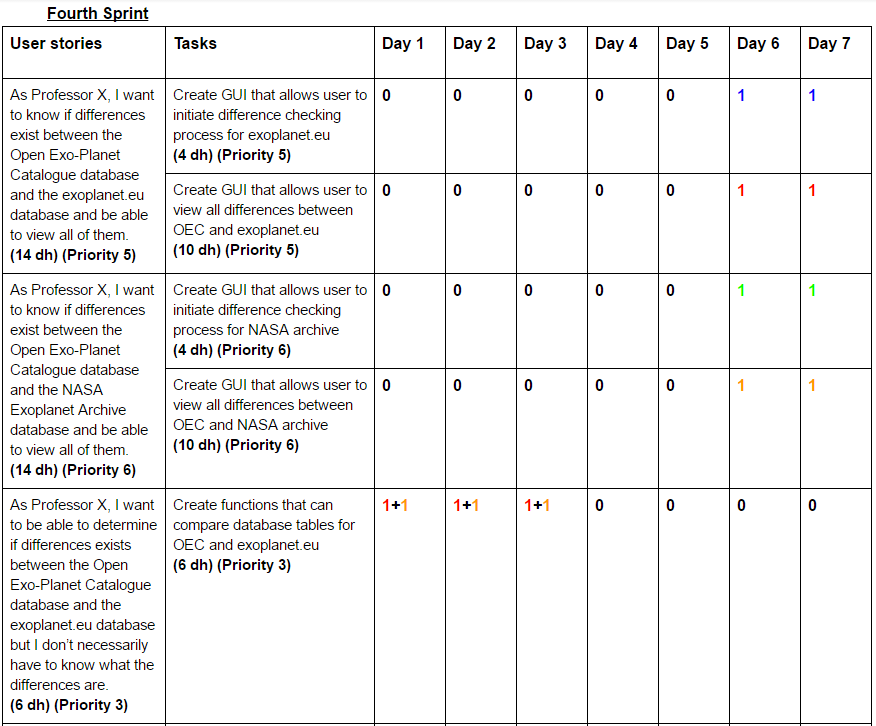 Fourth Sprint
User stories Tasks Day 1 Day 2 Day 3 Day 4 Day 5 Day 6 Day 7
As Professor X, I want
to know if differences
exist between the
Open Exo-Planet
Catalogue database
and the exoplanet.eu
database and be able
to view all of them.
(14 dh) (Priority 5)
Create GUI that allows user to
initiate difference checking
process for exoplanet.eu
(4 dh) (Priority 5)
0 0 0 0 0 1 1
Create GUI that allows user to
view all differences between
OEC and exoplanet.eu
(10 dh) (Priority 5)
0 0 0 0 0 1 1
As Professor X, I want
to know if differences
exist between the
Open Exo-Planet
Catalogue database
and the NASA
Exoplanet Archive
database and be able
to view all of them.
(14 dh) (Priority 6)
Create GUI that allows user to
initiate difference checking
process for NASA archive
(4 dh) (Priority 6)
0 0 0 0 0 1 1
Create GUI that allows user to
view all differences between
OEC and NASA archive
(10 dh) (Priority 6)
0 0 0 0 0 1 1
As Professor X, I want
to be able to determine
if differences exists
between the Open
Exo-Planet Catalogue
database and the
exoplanet.eu database
but I don't necessarily
have to know what the
differences are.
(6 dh) (Priority 3)
Create functions that can
compare database tables for
OEC and exoplanet.eu
(6 dh) (Priority 3)
1+1 1+1 1+1 0 0 0 0